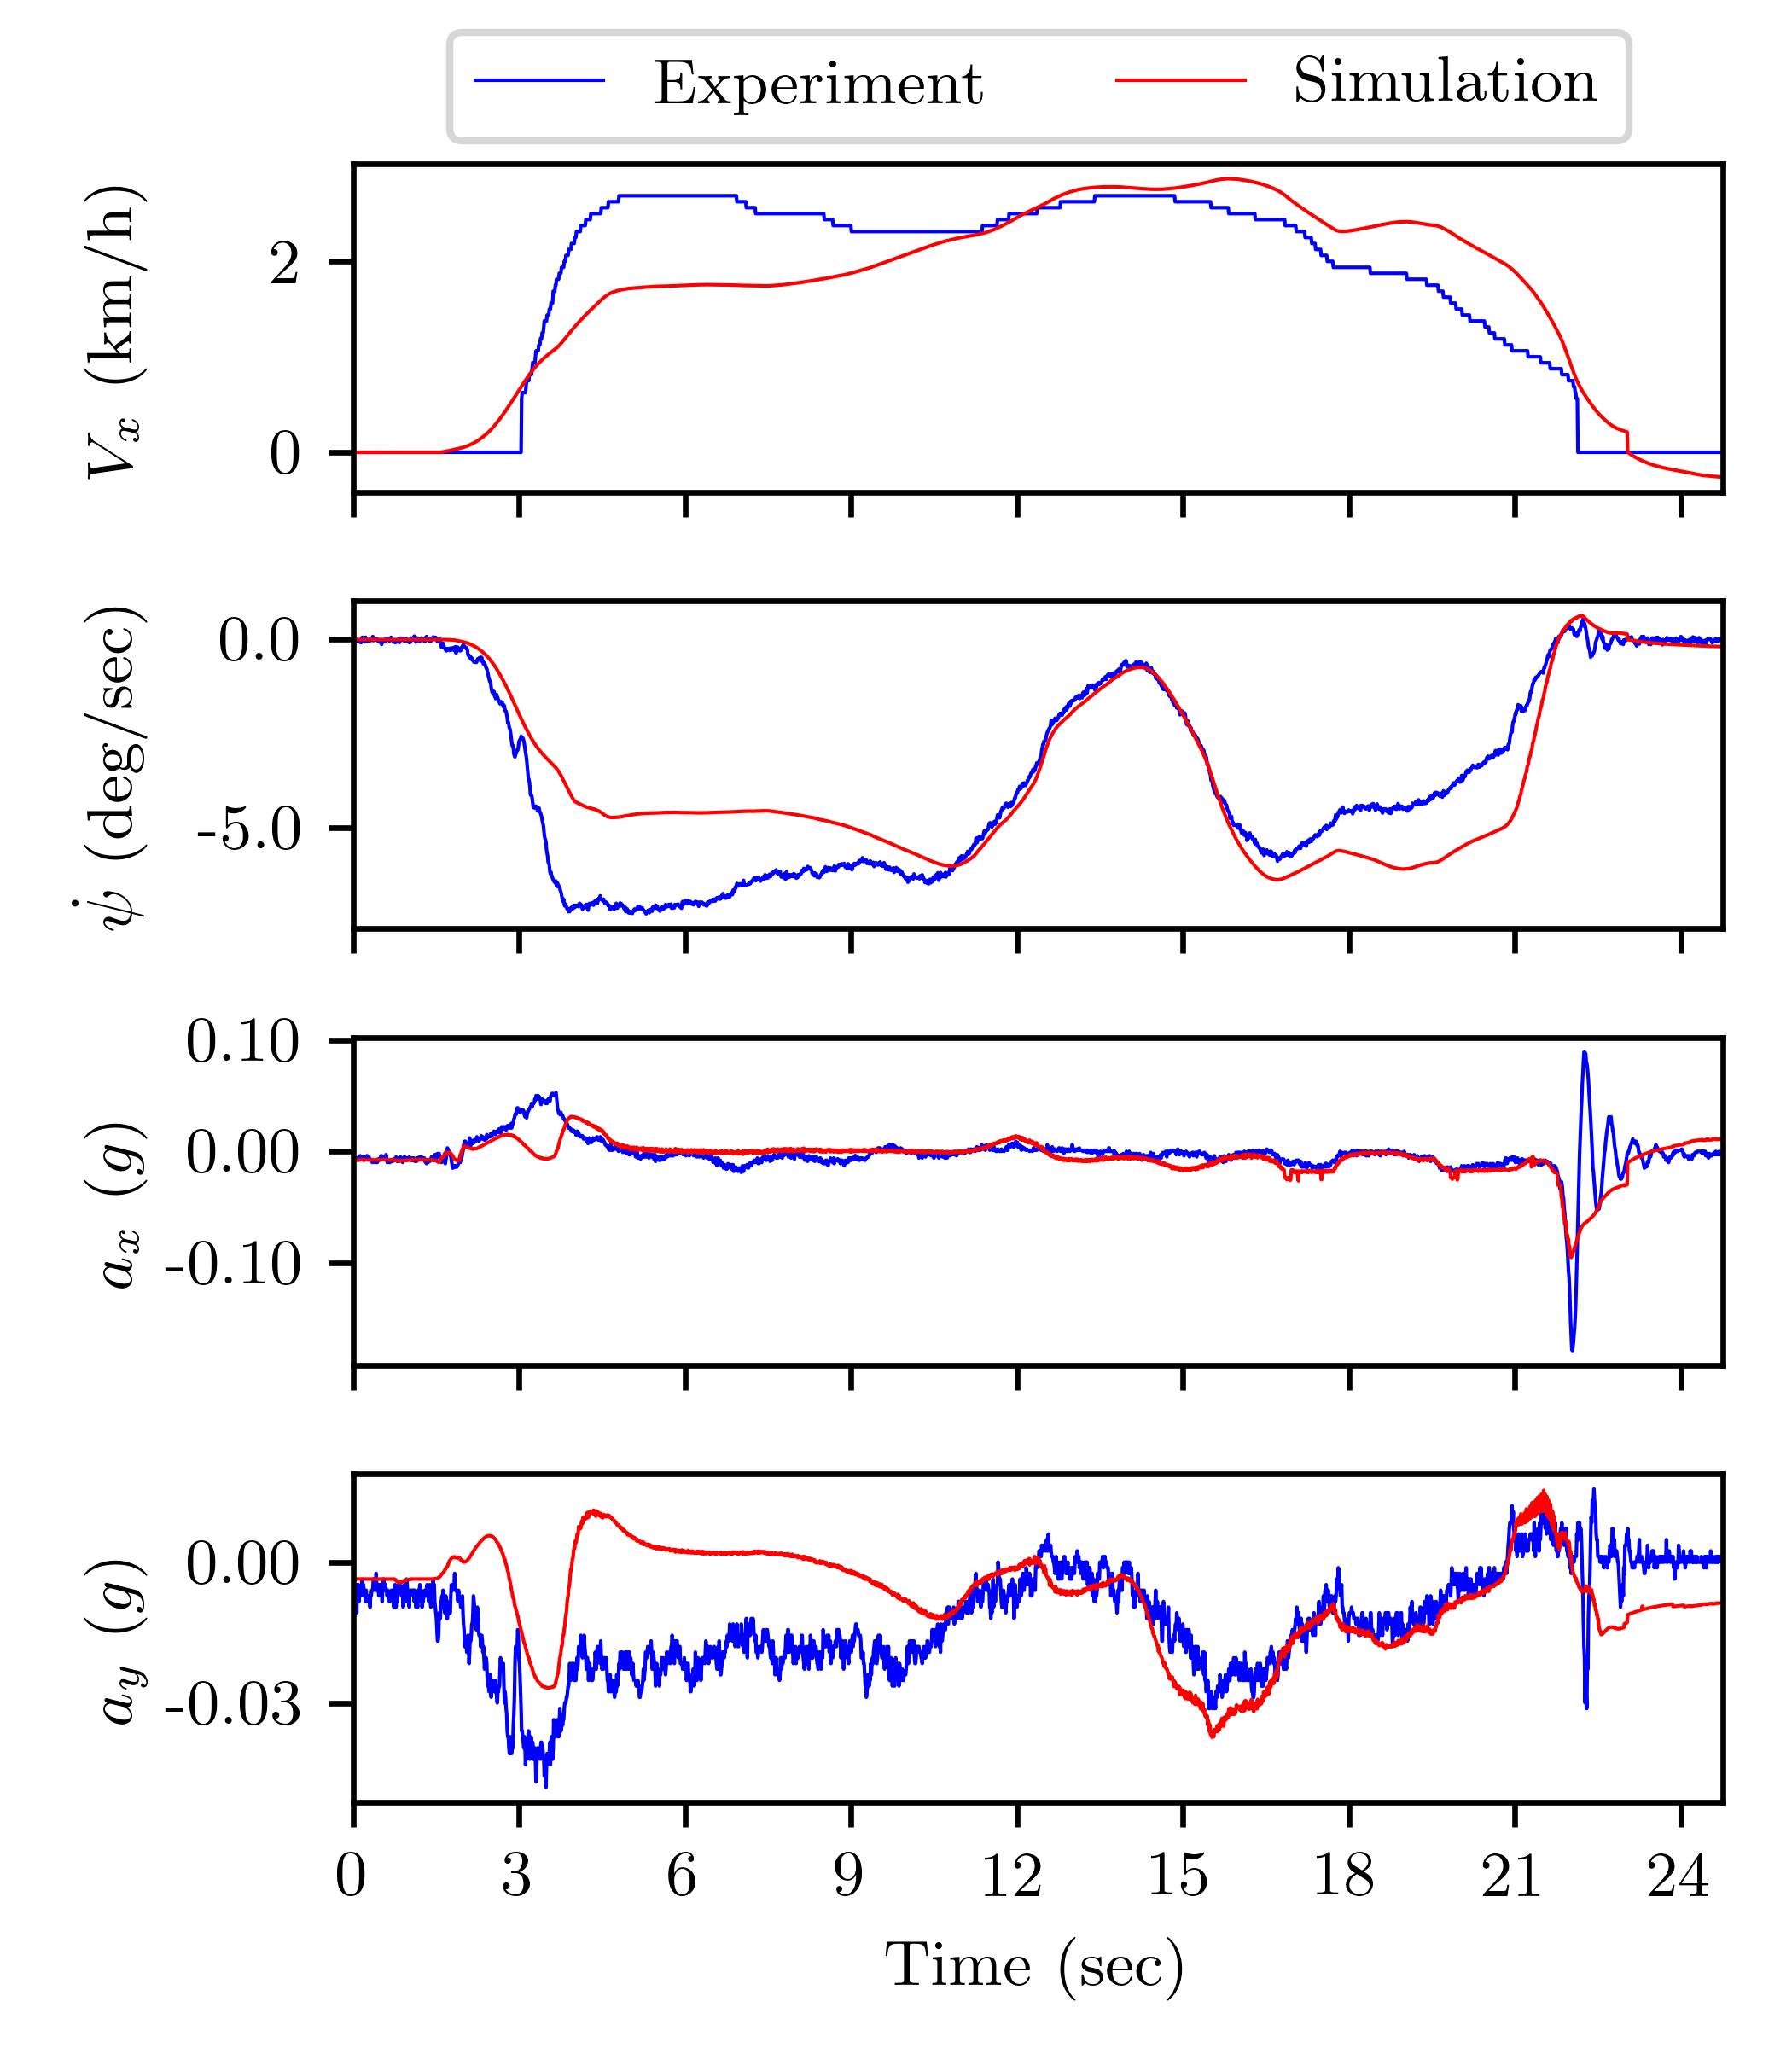 Experiment Simulation
V_x (km/h)
2
0
ψ̇ (deg/sec)
0.0
-5.0
a_x (g)
0.10
0.00
-0.10
a_y (g)
0.00
-0.03
0 3 6 9 12 15 18 21 24
Time (sec)